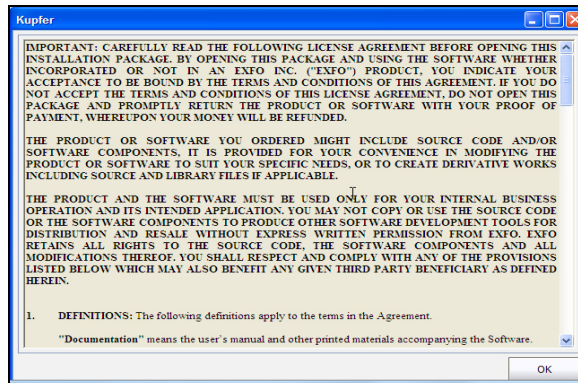 Kupfer
IMPORTANT: CAREFULLY READ THE FOLLOWING LICENSE AGREEMENT BEFORE OPENING THIS
INSTALLATION PACKAGE. BY OPENING THIS PACKAGE AND USING THE SOFTWARE WHETHER
INCORPORATED OR NOT IN AN EXFO INC. ("EXFO") PRODUCT, YOU INDICATE YOUR
ACCEPTANCE TO BE BOUND BY THE TERMS AND CONDITIONS OF THIS AGREEMENT. IF YOU DO
NOT ACCEPT THE TERMS AND CONDITIONS OF THIS LICENSE AGREEMENT, DO NOT OPEN THIS
PACKAGE AND PROMPTLY RETURN THE PRODUCT OR SOFTWARE WITH YOUR PROOF OF
PAYMENT, WHEREUPON YOUR MONEY WILL BE REFUNDED.
THE PRODUCT OR SOFTWARE YOU ORDERED MIGHT INCLUDE SOURCE CODE AND/OR
SOFTWARE COMPONENTS, IT IS PROVIDED FOR YOUR CONVENIENCE IN MODIFYING THE
PRODUCT OR SOFTWARE TO SUIT YOUR SPECIFIC NEEDS, OR TO CREATE DERIVATIVE WORKS
INCLUDING SOURCE AND LIBRARY FILES IF APPLICABLE.
THE PRODUCT AND THE SOFTWARE MUST BE USED ONLY FOR YOUR INTERNAL BUSINESS
OPERATION AND ITS INTENDED APPLICATION. YOU MAY NOT COPY OR USE THE SOURCE CODE
OR THE SOFTWARE COMPONENTS TO PRODUCE OTHER SOFTWARE DEVELOPMENT TOOLS FOR
DISTRIBUTION AND RESALE WITHOUT EXPRESS WRITTEN PERMISSION FROM EXFO. EXFO
RETAINS ALL RIGHTS TO THE SOURCE CODE, THE SOFTWARE COMPONENTS AND ALL
MODIFICATIONS THEREOF. YOU SHALL RESPECT AND COMPLY WITH ANY OF THE PROVISIONS
LISTED BELOW WHICH MAY ALSO BENEFIT ANY GIVEN THIRD PARTY BENEFICIARY AS DEFINED
HEREIN.
1. DEFINITIONS: The following definitions apply to the terms in the Agreement.
"Documentation" means the user's manual and other printed materials accompanying the Software.
OK